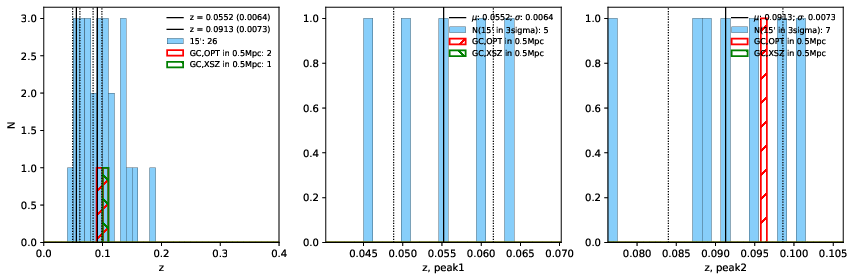 z = 0.0552 (0.0064)
z = 0.0913 (0.0073)
15': 26
GC,OPT in 0.5Mpc: 2
GC,XSZ in 0.5Mpc: 1
3.0
2.5
2.0
1.5
1.0
0.5
0.0
N
0.0 0.1 0.2 0.3 0.4
z
μ: 0.0552; σ: 0.0064
N(15' in 3sigma): 5
GC,OPT in 0.5Mpc
GC,XSZ in 0.5Mpc
1.0
0.8
0.6
0.4
0.2
0.0
0.045 0.050 0.055 0.060 0.065 0.070
z, peak1
μ: 0.0913; σ: 0.0073
N(15' in 3sigma): 7
GC,OPT in 0.5Mpc
GC,XSZ in 0.5Mpc
1.0
0.8
0.6
0.4
0.2
0.0
0.080 0.085 0.090 0.095 0.100 0.105
z, peak2